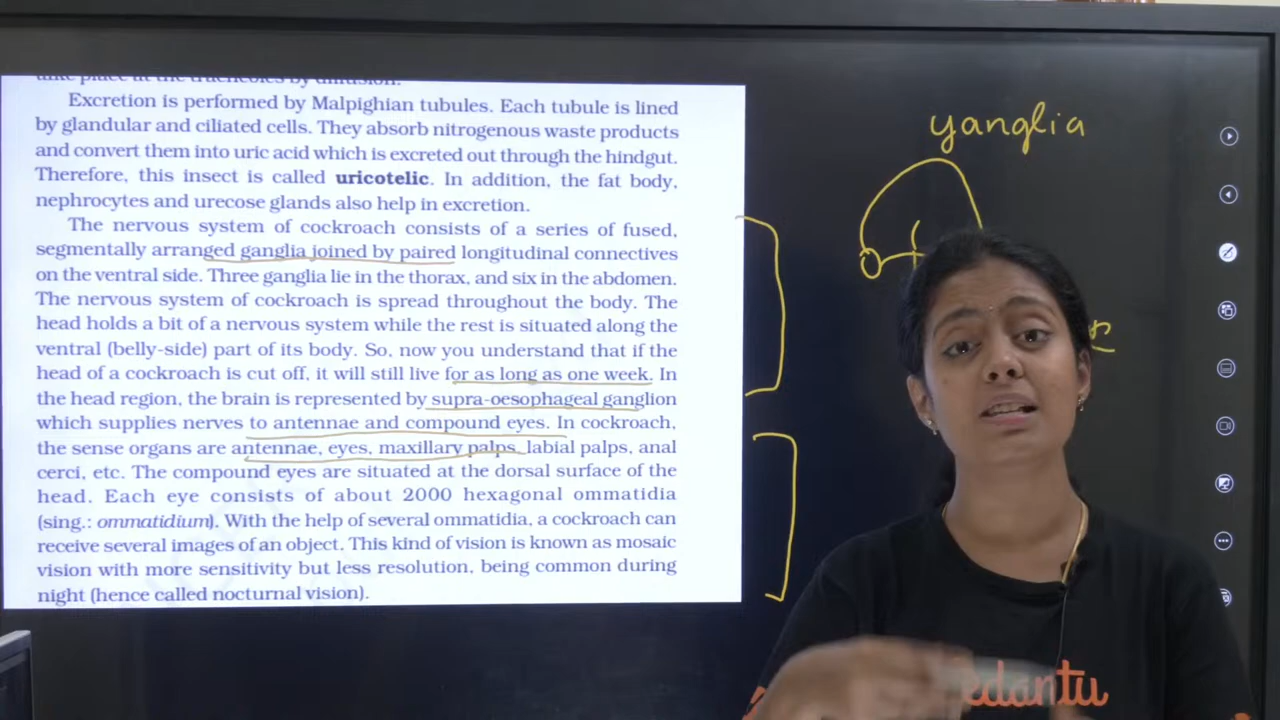 take place at the tracheoles by diffusion.
Excretion is performed by Malpighian tubules. Each tubule is lined
by glandular and ciliated cells. They absorb nitrogenous waste products
and convert them into uric acid which is excreted out through the hindgut.
Therefore, this insect is called uricotelic. In addition, the fat body,
nephrocytes and urecose glands also help in excretion.
The nervous system of cockroach consists of a series of fused,
segmentally arranged ganglia joined by paired longitudinal connectives
on the ventral side. Three ganglia lie in the thorax, and six in the abdomen.
The nervous system of cockroach is spread throughout the body. The
head holds a bit of a nervous system while the rest is situated along the
ventral (belly-side) part of its body. So, now you understand that if the
head of a cockroach is cut off, it will still live for as long as one week. In
the head region, the brain is represented by supra-oesophageal ganglion
which supplies nerves to antennae and compound eyes. In cockroach,
the sense organs are antennae, eyes, maxillary palps, labial palps, anal
cerci, etc. The compound eyes are situated at the dorsal surface of the
head. Each eye consists of about 2000 hexagonal ommatidia
(sing.: ommatidium). With the help of several ommatidia, a cockroach can
receive several images of an object. This kind of vision is known as mosaic
vision with more sensitivity but less resolution, being common during
night (hence called nocturnal vision).
ganglia
edantu